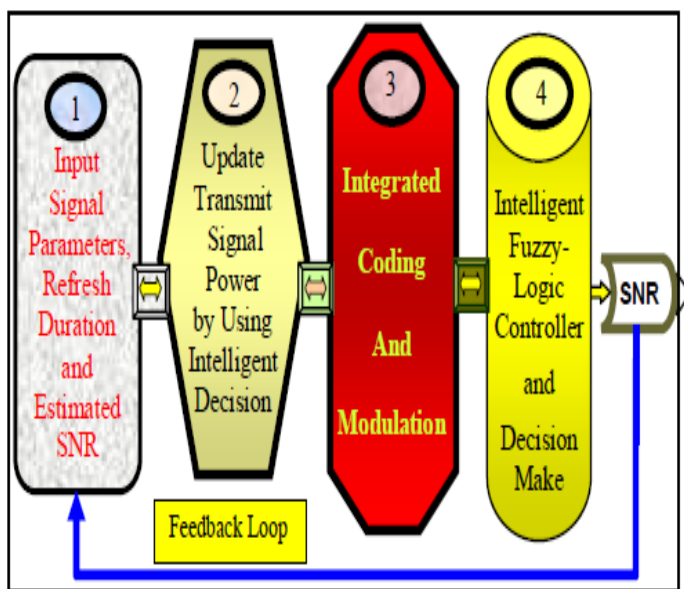 1
Input
Signal
Parameters,
Refresh
Duration
and
Estimated
SNR
2
Update
Transmit
Signal
Power
by Using
Intelligent
Decision
3
Integrated
Coding
And
Modulation
4
Intelligent
Fuzzy-
Logic
Controller
and
Decision
Make
SNR
Feedback Loop